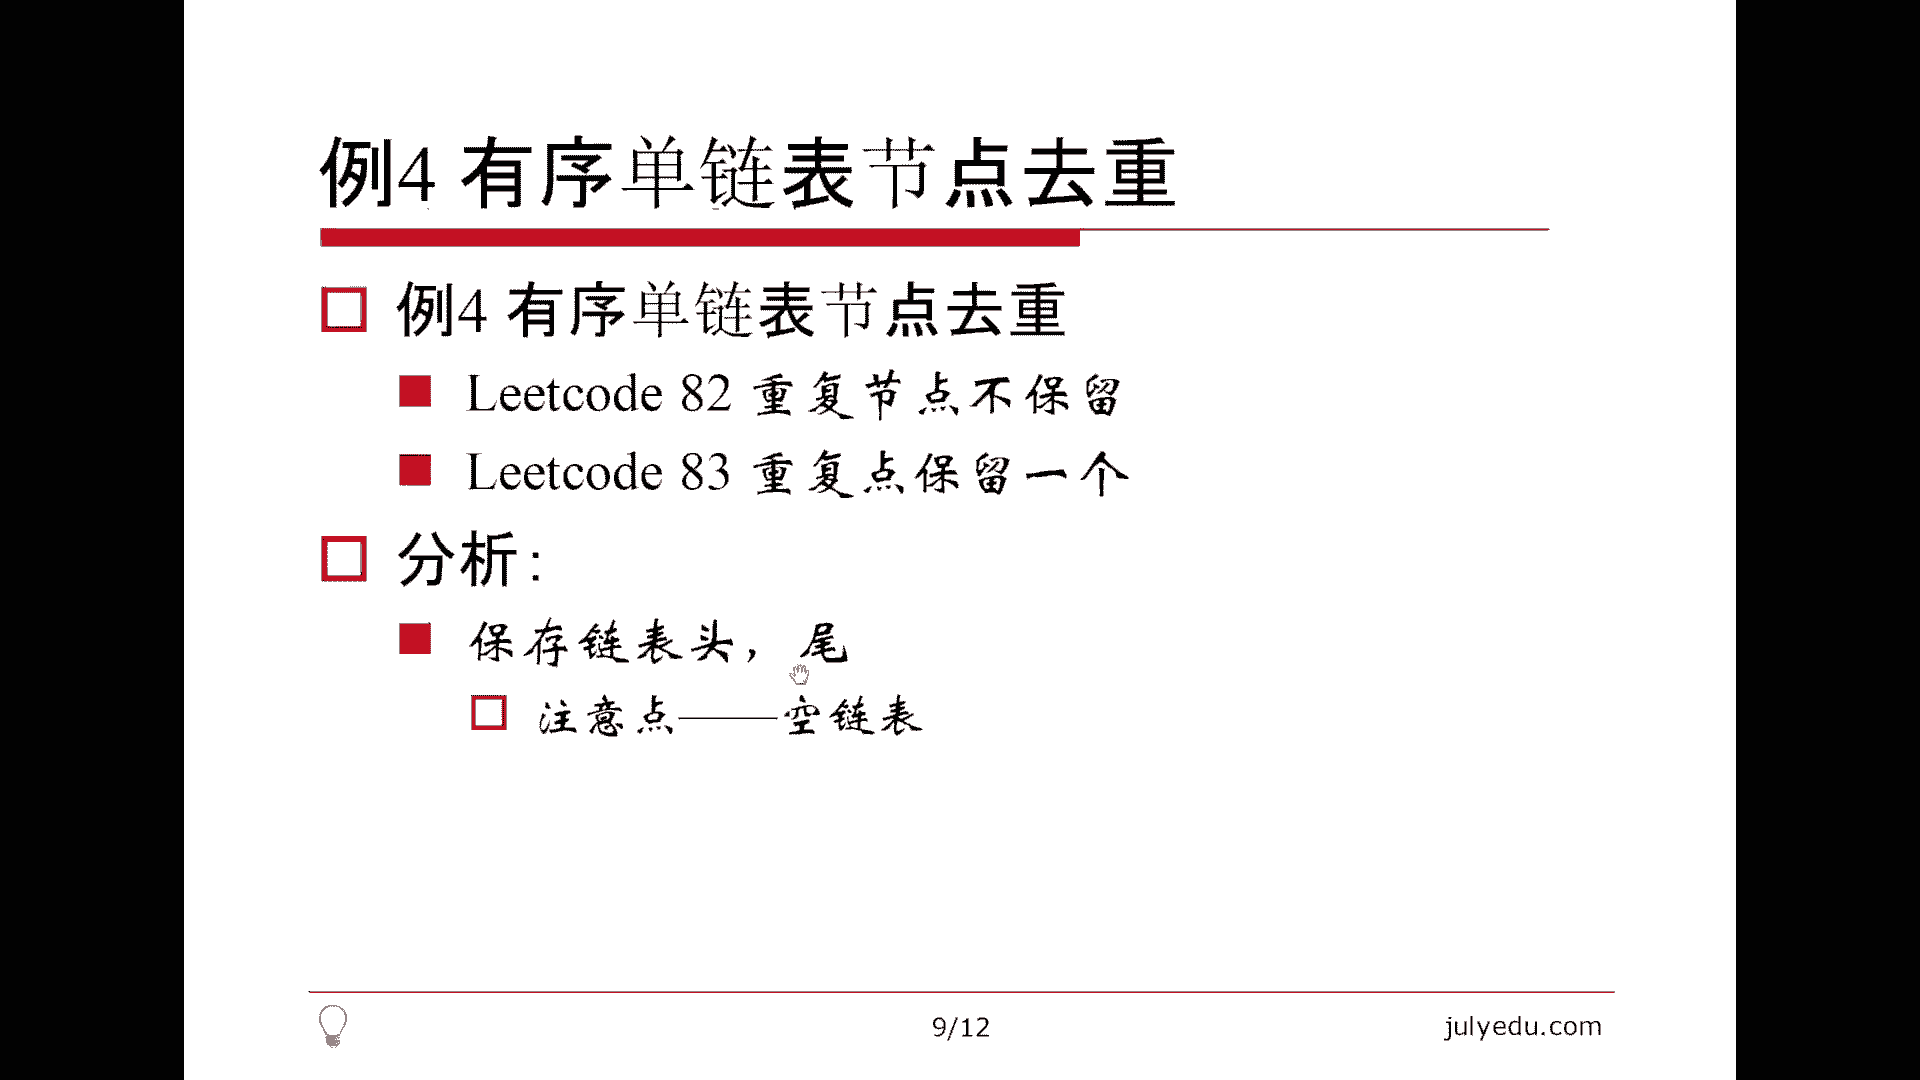 例4 有序单链表节点去重
例4 有序单链表节点去重
Leetcode 82 重复节点不保留
Leetcode 83 重复点保留一个
分析:
保存链表头，尾
注意点——空链表
9/12
julyedu.com